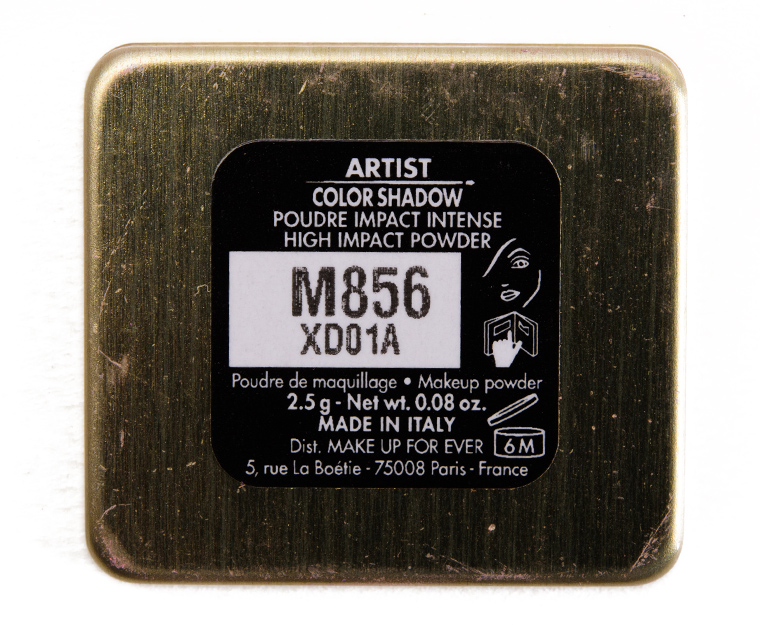 ARTIST
COLOR SHADOW
POUDRE IMPACT INTENSE
HIGH IMPACT POWDER
M856
XD01A
Poudre de maquillage • Makeup powder
2.5 g - Net wt. 0.08 oz.
MADE IN ITALY
Dist. MAKE UP FOR EVER
6M
5, rue La Boétie - 75008 Paris - France